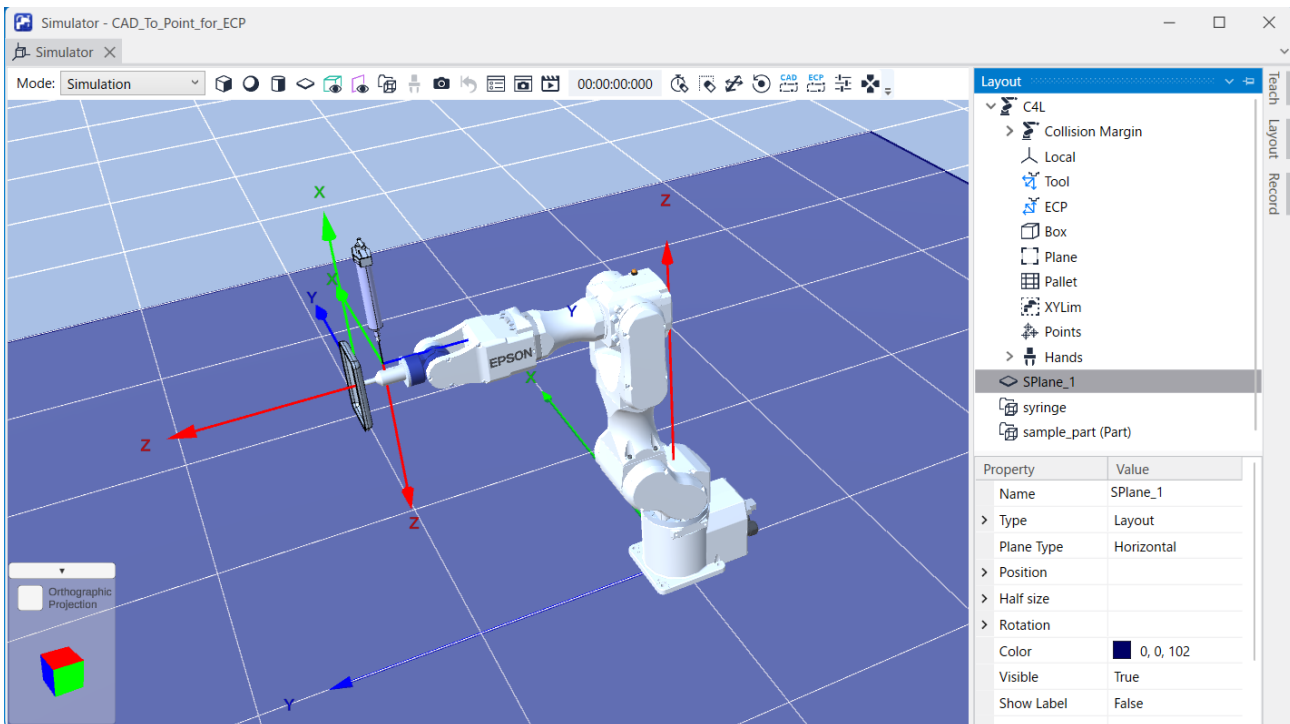 Simulator - CAD_To_Point_for_ECP
Simulator
Mode: Simulation 00:00:00:000 CAD ECP
X
Z
X
Y
Y
EPSON
X
Z
Z
Y
Orthographic
Projection
Layout
C4L
Collision Margin
Local
Tool
ECP
Box
Plane
Pallet
XYLim
Points
Hands
SPlane_1
syringe
sample_part (Part)
Property Value
Name SPlane_1
Type Layout
Plane Type Horizontal
Position
Half size
Rotation
Color 0, 0, 102
Visible True
Show Label False
Teach
Layout
Record